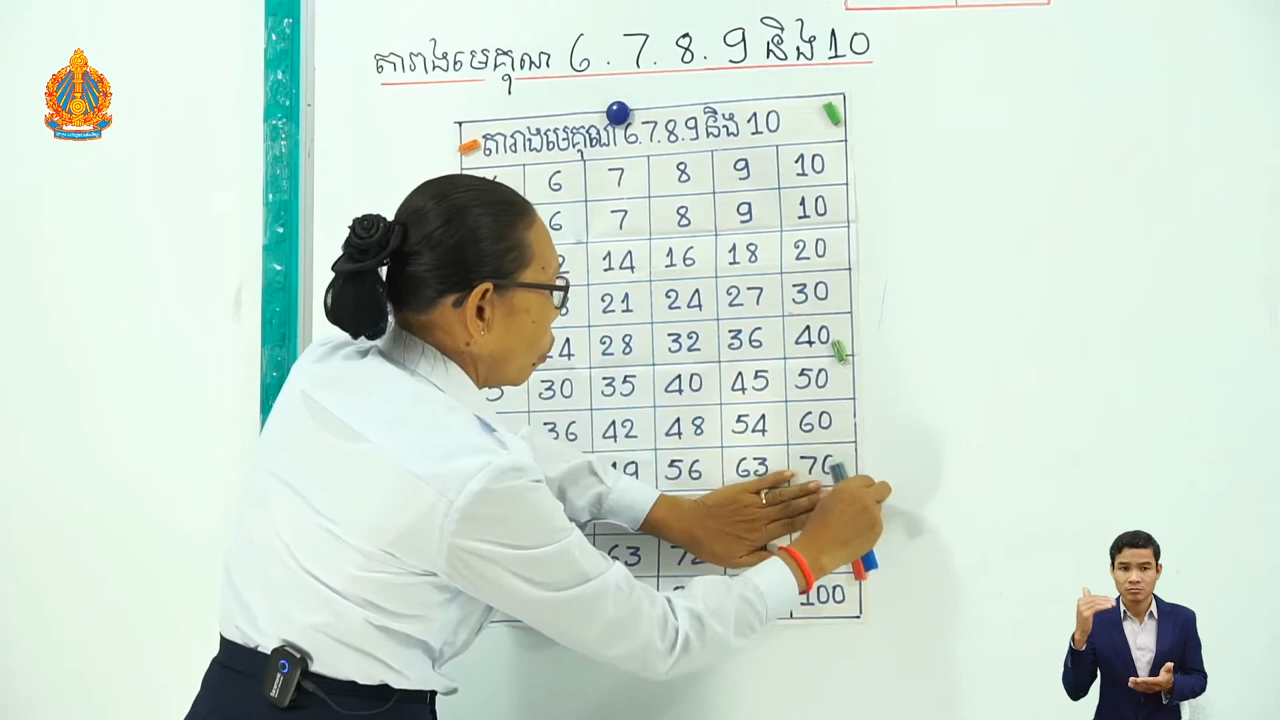 តារាងមេគុណ 6 . 7 . 8 . 9 និង 10
តារាងមេគុណ 6.7.8.9 និង 10
6 7 8 9 10
6 7 8 9 10
14 16 18 20
21 24 27 30
28 32 36 40
30 35 40 45 50
36 42 48 54 60
56 63 70
63
100